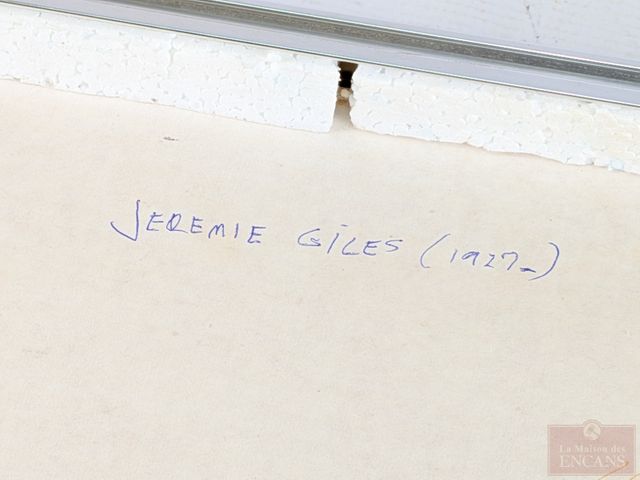 JEREMIE GILES (1927-)
La Maison des
ENCANS